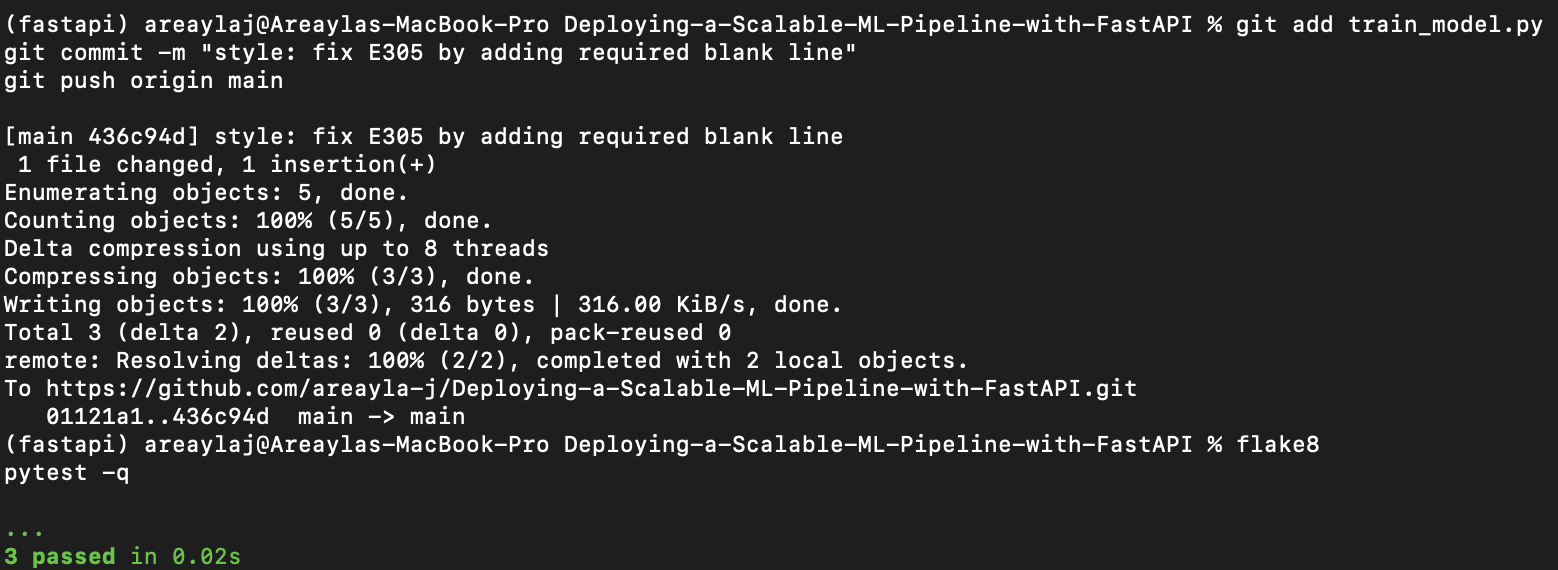 (fastapi) areaylaj@Areaylas-MacBook-Pro Deploying-a-Scalable-ML-Pipeline-with-FastAPI % git add train_model.py
git commit -m "style: fix E305 by adding required blank line"
git push origin main
[main 436c94d] style: fix E305 by adding required blank line
 1 file changed, 1 insertion(+)
Enumerating objects: 5, done.
Counting objects: 100% (5/5), done.
Delta compression using up to 8 threads
Compressing objects: 100% (3/3), done.
Writing objects: 100% (3/3), 316 bytes | 316.00 KiB/s, done.
Total 3 (delta 2), reused 0 (delta 0), pack-reused 0
remote: Resolving deltas: 100% (2/2), completed with 2 local objects.
To https://github.com/areayla-j/Deploying-a-Scalable-ML-Pipeline-with-FastAPI.git
   01121a1..436c94d  main -> main
(fastapi) areaylaj@Areaylas-MacBook-Pro Deploying-a-Scalable-ML-Pipeline-with-FastAPI % flake8
pytest -q
...
3 passed in 0.02s